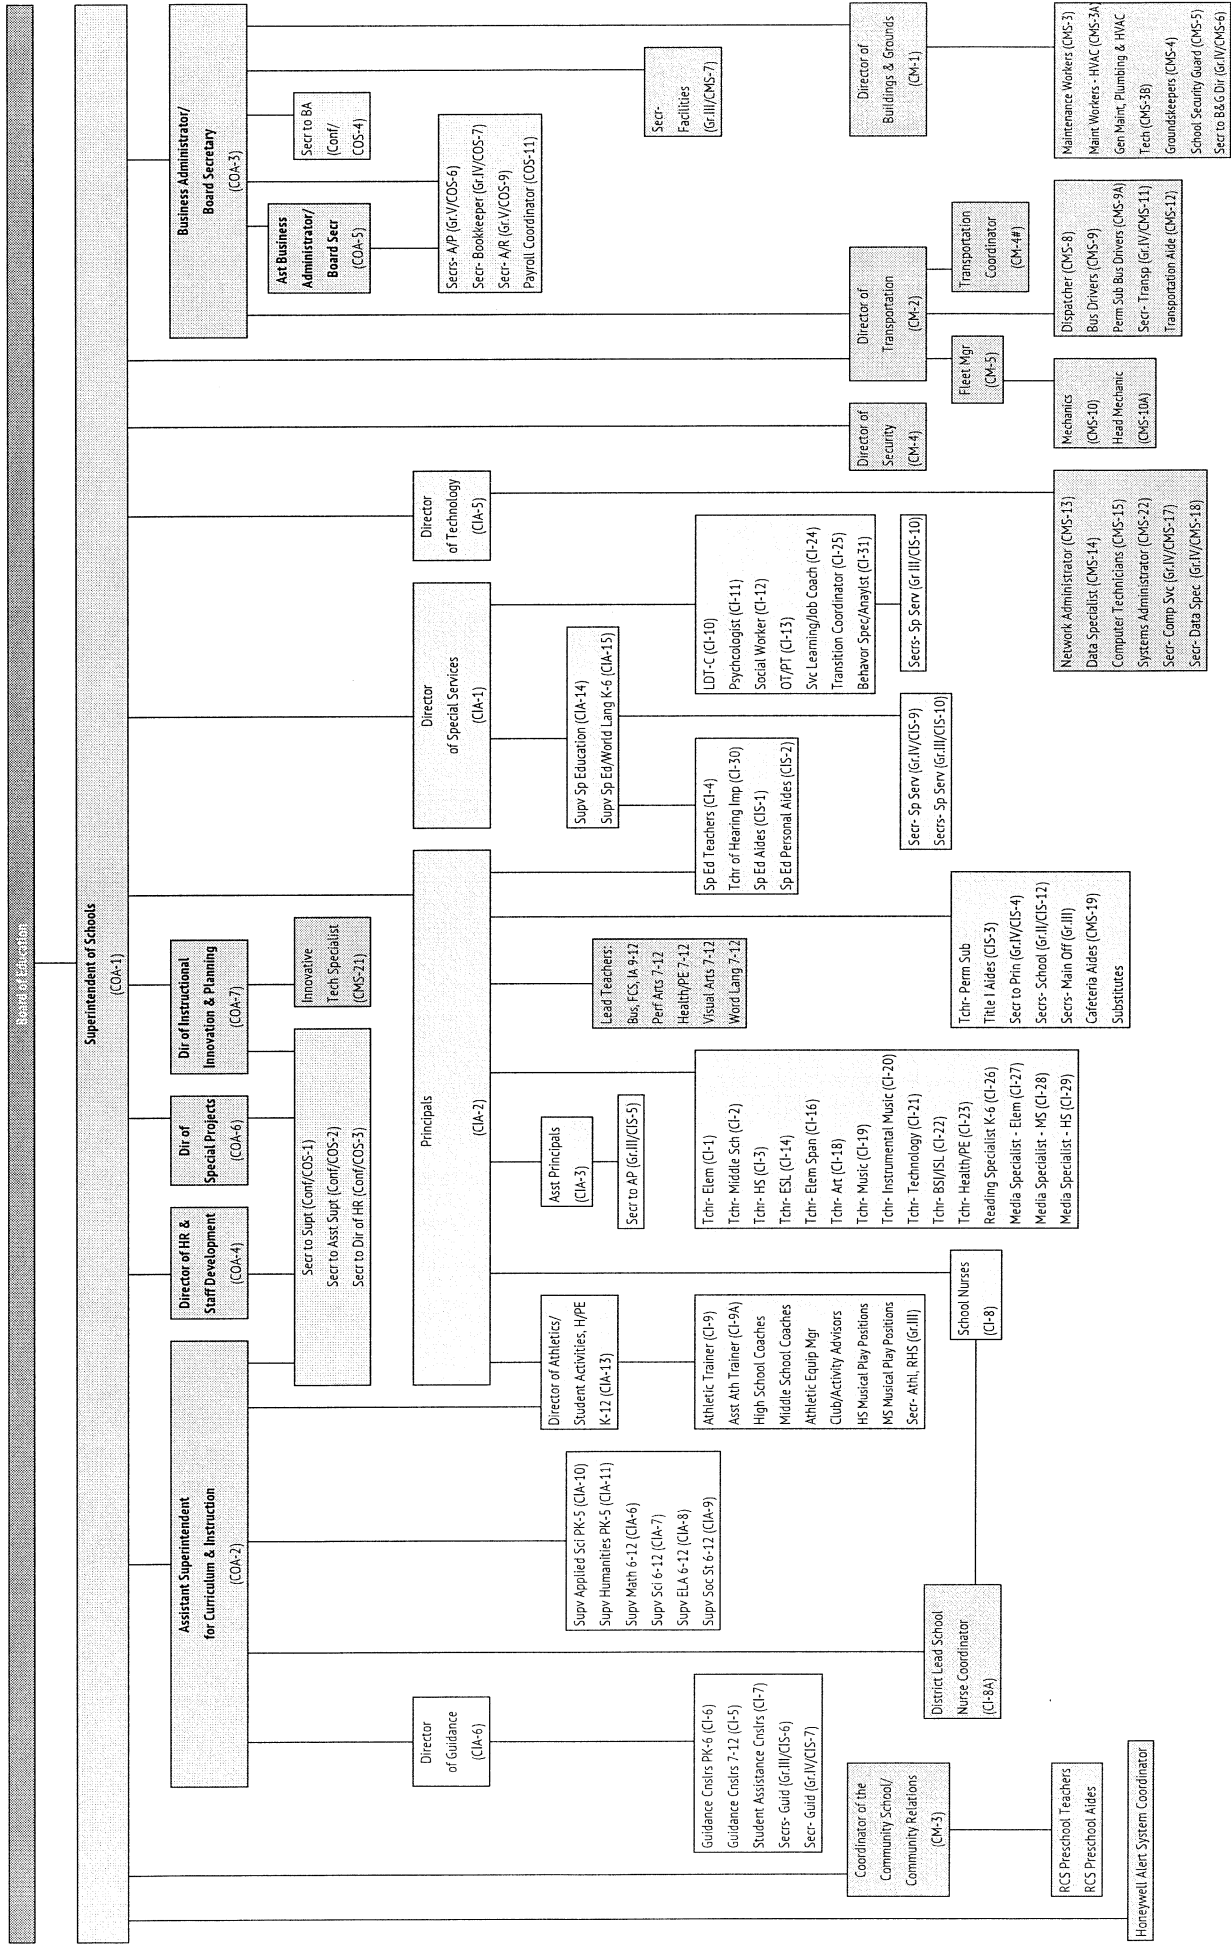 Board of Education
Superintendent of Schools
(COA-1)
Assistant Superintendent
for Curriculum & Instruction
(COA-2)
Director of HR &
Staff Development
(COA-4)
Dir of
Special Projects
(COA-6)
Dir of Instructional
Innovation & Planning
(COA-7)
Business Administrator/
Board Secretary
(COA-3)
Secr to Supt (Conf/COS-1)
Secr to Asst Supt (Conf/COS-2)
Secr to Dir of HR (Conf/COS-3)
Innovative
Tech Specialist
(CMS-21)
Ast Business
Administrator/
Board Secr
(COA-5)
Secr to BA
(Conf/
COS-4)
Director
of Guidance
(CIA-6)
Principals
(CIA-2)
Director
of Special Services
(CIA-1)
Director
of Technology
(CIA-5)
Secrs- A/P (Gr.V/COS-6)
Secr- Bookkeeper (Gr.IV/COS-7)
Secr- A/R (Gr.V/COS-9)
Payroll Coordinator (COS-11)
Supv Applied Sci PK-5 (CIA-10)
Supv Humanities PK-5 (CIA-11)
Supv Math 6-12 (CIA-6)
Supv Sci 6-12 (CIA-7)
Supv ELA 6-12 (CIA-8)
Supv Soc St 6-12 (CIA-9)
Director of Athletics/
Student Activities, H/PE
K-12 (CIA-13)
Asst Principals
(CIA-3)
Secr to AP (Gr.III/CIS-5)
Lead Teachers:
Bus, FCS, IA 9-12
Perf Arts 7-12
Health/PE 7-12
Visual Arts 7-12
Word Lang 7-12
Supv Sp Education (CIA-14)
Supv Sp Ed/World Lang K-6 (CIA-15)
Secr-
Facilities
(Gr.III/CMS-7)
Guidance Cnslrs PK-6 (CI-6)
Guidance Cnslrs 7-12 (CI-5)
Student Assistance Cnslrs (CI-7)
Secrs- Guid (Gr.III/CIS-6)
Secr- Guid (Gr.IV/CIS-7)
Athletic Trainer (CI-9)
Asst Ath Trainer (CI-9A)
High School Coaches
Middle School Coaches
Athletic Equip Mgr
Club/Activity Advisors
HS Musical Play Positions
MS Musical Play Positions
Secr- Athl, RHS (Gr.III)
Tchr- Elem (CI-1)
Tchr- Middle Sch (CI-2)
Tchr- HS (CI-3)
Tchr- ESL (CI-14)
Tchr- Elem Span (CI-16)
Tchr- Art (CI-18)
Tchr- Music (CI-19)
Tchr- Instrumental Music (CI-20)
Tchr- Technology (CI-21)
Tchr- BSI/ISL (CI-22)
Tchr- Health/PE (CI-23)
Reading Specialist K-6 (CI-26)
Media Specialist - Elem (CI-27)
Media Specialist - MS (CI-28)
Media Specialist - HS (CI-29)
Sp Ed Teachers (CI-4)
Tchr of Hearing Imp (CI-30)
Sp Ed Aides (CIS-1)
Sp Ed Personal Aides (CIS-2)
LDT-C (CI-10)
Psychcologist (CI-11)
Social Worker (CI-12)
OT/PT (CI-13)
Svc Learning/Job Coach (CI-24)
Transition Coordinator (CI-25)
Behavor Spec/Anaylst (CI-31)
Coordinator of the
Community School/
Community Relations
(CM-3)
District Lead School
Nurse Coordinator
(CI-8A)
School Nurses
(CI-8)
Tchr- Perm Sub
Title I Aides (CIS-3)
Secr to Prin (Gr.IV/CIS-4)
Secrs- School (Gr.II/CIS-12)
Secrs- Main Off (Gr.III)
Cafeteria Aides (CMS-19)
Substitutes
Secr- Sp Serv (Gr.IV/CIS-9)
Secrs- Sp Serv (Gr.III/CIS-10)
Secrs- Sp Serv (Gr III/CIS-10)
Director of
Security
(CM-4)
Director of
Transportation
(CM-2)
Director of
Buildings & Grounds
(CM-1)
Fleet Mgr
(CM-5)
Transportation
Coordinator
(CM-4#)
RCS Preschool Teachers
RCS Preschool Aides
Network Administrator (CMS-13)
Data Specialist (CMS-14)
Computer Technicians (CMS-15)
Systems Administrator (CMS-22)
Secr- Comp Svc (Gr.IV/CMS-17)
Secr- Data Spec (Gr.IV/CMS-18)
Mechanics
(CMS-10)
Head Mechanic
(CMS-10A)
Dispatcher (CMS-8)
Bus Drivers (CMS-9)
Perm Sub Bus Drivers (CMS-9A)
Secr- Transp (Gr.IV/CMS-11)
Transportation Aide (CMS-12)
Maintenance Workers (CMS-3)
Maint Workers - HVAC (CMS-3A)
Gen Maint, Plumbing & HVAC
Tech (CMS-3B)
Groundskeepers (CMS-4)
School Security Guard (CMS-5)
Secr to B&G Dir (Gr.IV/CMS-6)
Honeywell Alert System Coordinator